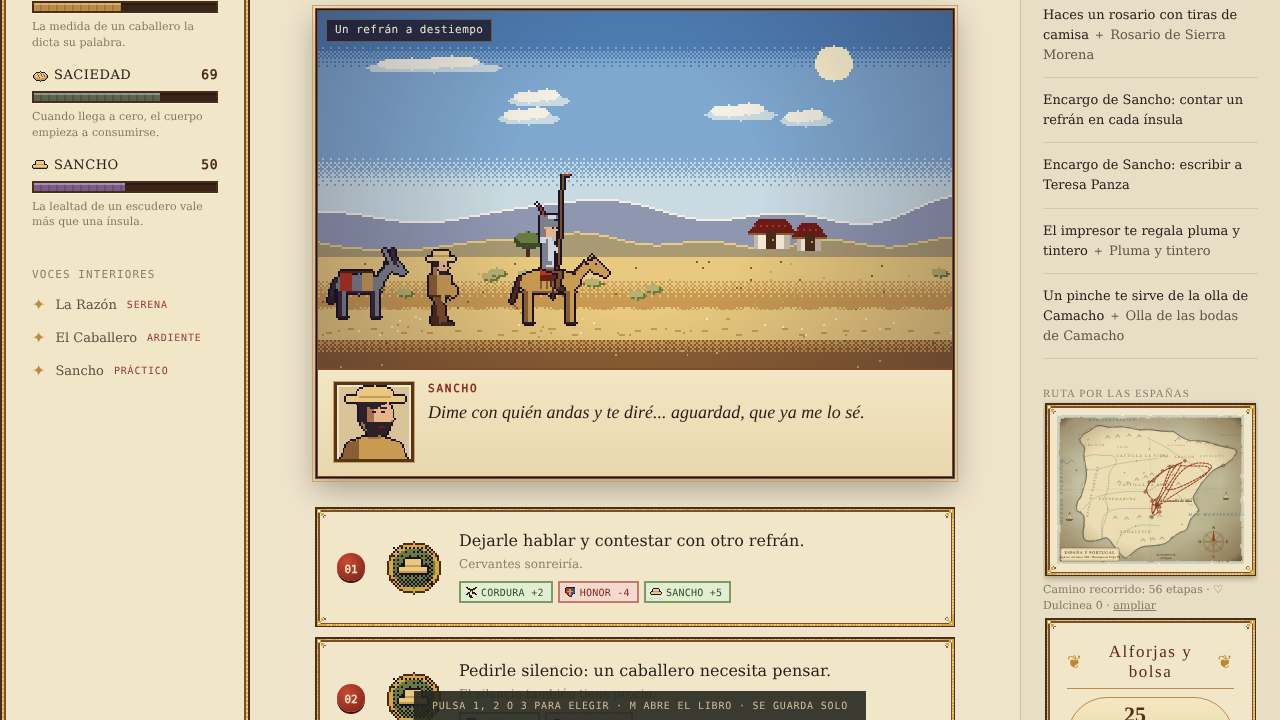 La medida de un caballero la
dicta su palabra.
SACIEDAD 69
Cuando llega a cero, el cuerpo
empieza a consumirse.
SANCHO 50
La lealtad de un escudero vale
más que una ínsula.
VOCES INTERIORES
La Razón SERENA
El Caballero ARDIENTE
Sancho PRÁCTICO
Un refrán a destiempo
SANCHO
Dime con quién andas y te diré... aguardad, que ya me lo sé.
01
Dejarle hablar y contestar con otro refrán.
Cervantes sonreiría.
CORDURA +2 HONOR -4 SANCHO +5
02
Pedirle silencio: un caballero necesita pensar.
PULSA 1, 2 O 3 PARA ELEGIR · M ABRE EL LIBRO · SE GUARDA SOLO
Haces un rosario con tiras de
camisa + Rosario de Sierra
Morena
Encargo de Sancho: contar un
refrán en cada ínsula
Encargo de Sancho: escribir a
Teresa Panza
El impresor te regala pluma y
tintero + Pluma y tintero
Un pinche te sirve de la olla de
Camacho + Olla de las bodas
de Camacho
RUTA POR LAS ESPAÑAS
ESPAÑA Y PORTUGAL
Camino recorrido: 56 etapas · ♡
Dulcinea 0 · ampliar
Alforjas y
bolsa
25